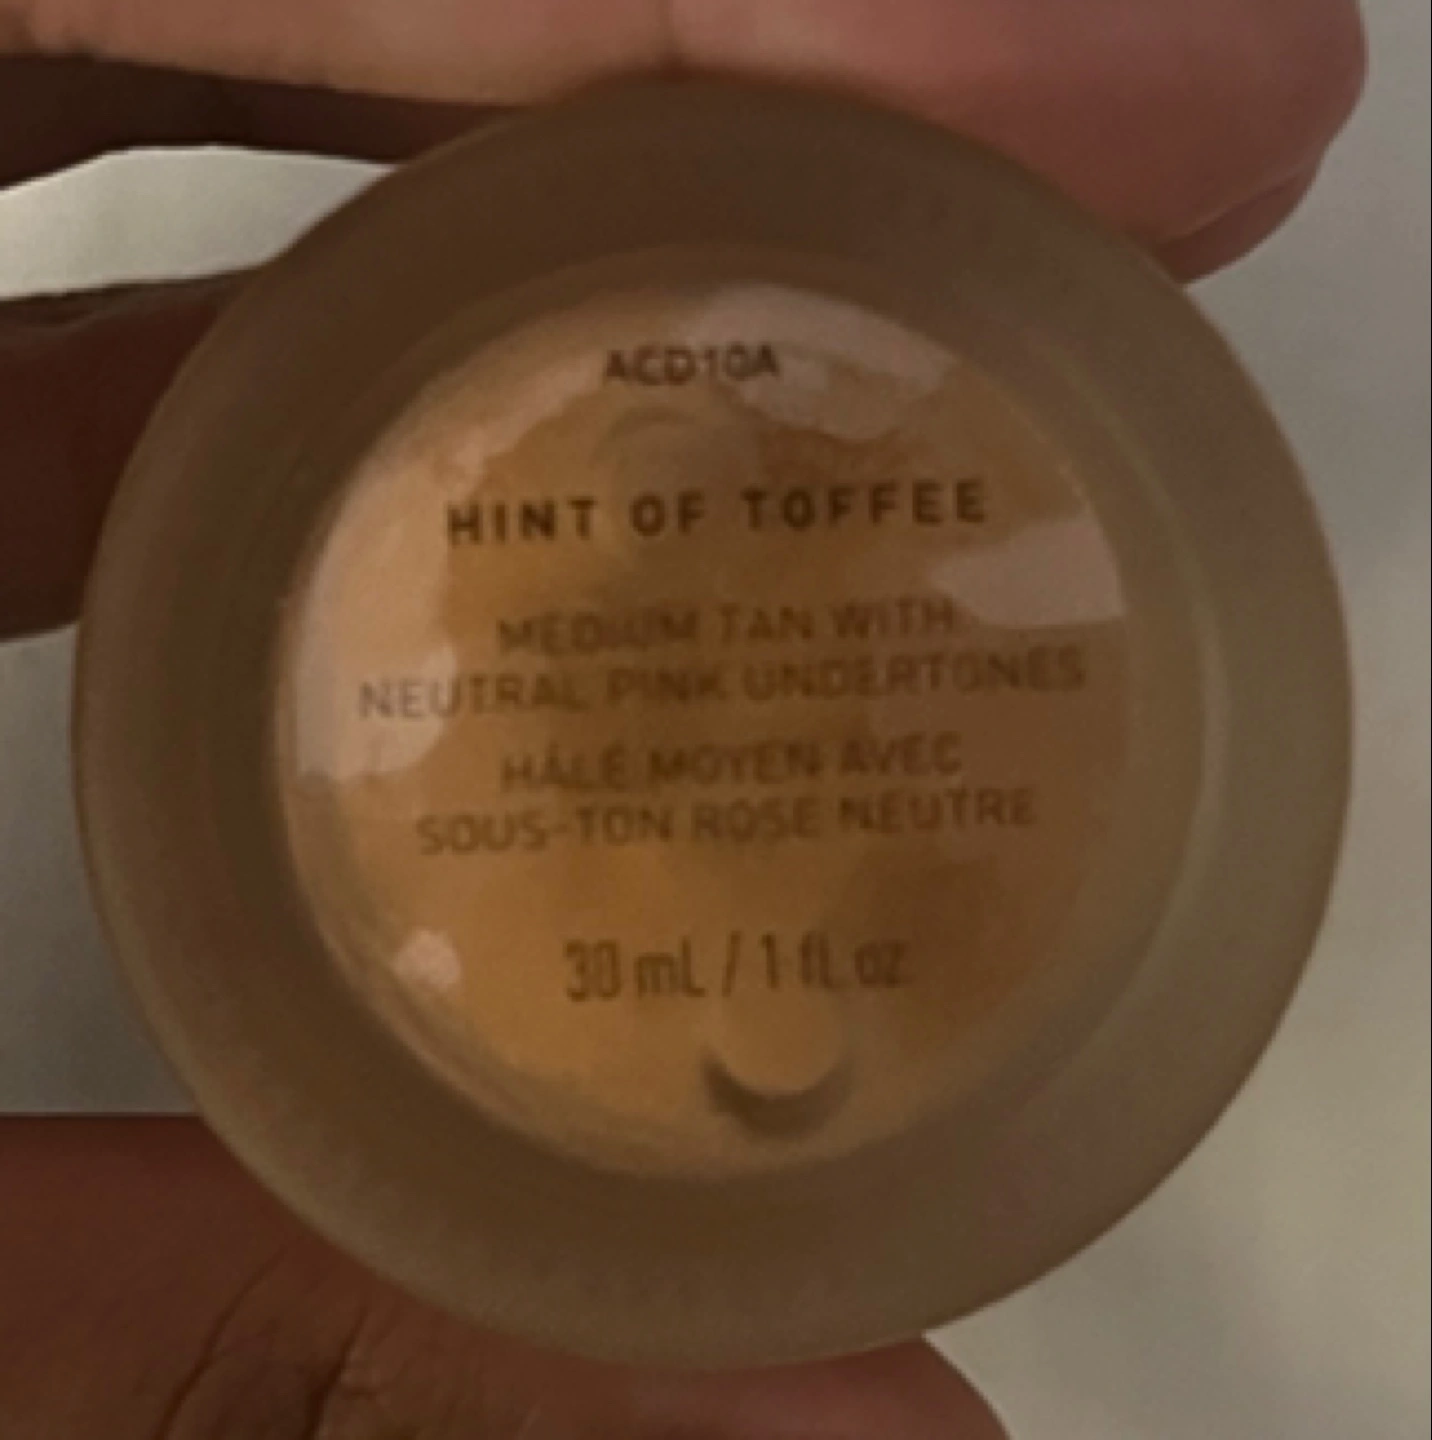 ACD10A
HINT OF TOFFEE
MEDIUM TAN WITH
NEUTRAL PINK UNDERTONES
HÂLÉ MOYEN AVEC
SOUS-TON ROSE NEUTRE
30 mL / 1 fl. oz.